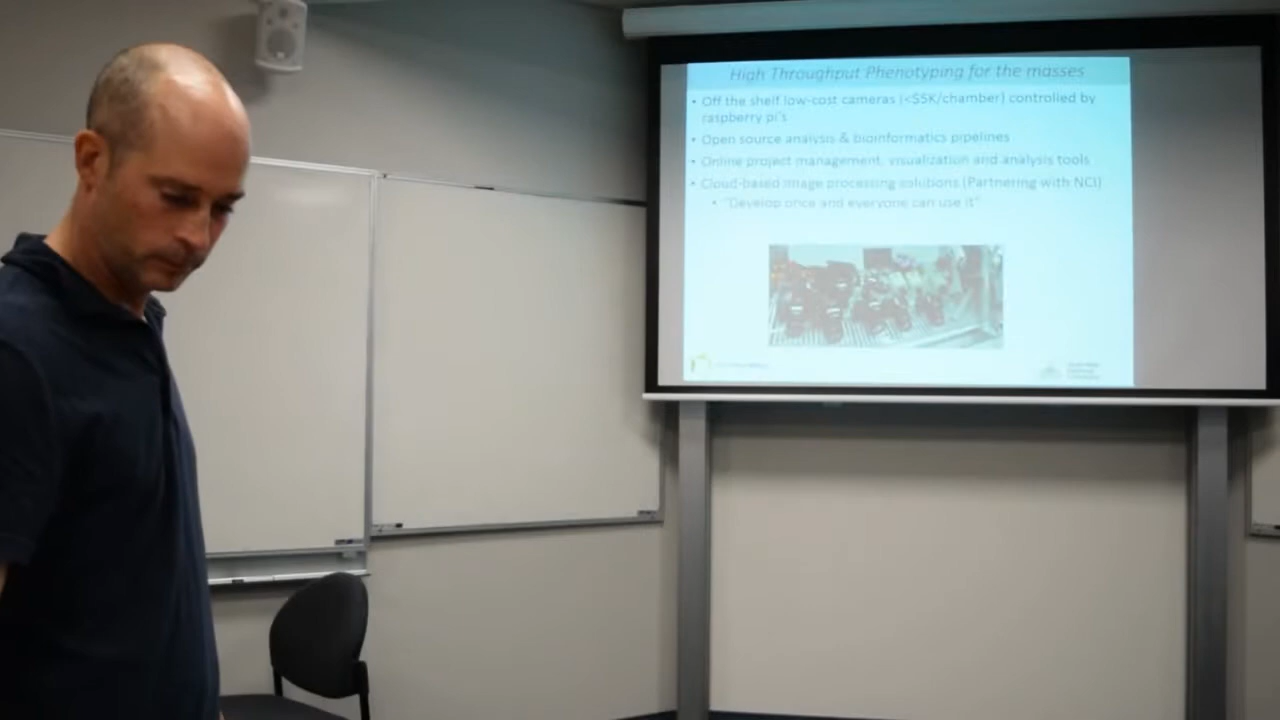 High Throughput Phenotyping for the masses
• Off the shelf low-cost cameras (<$5K/chamber) controlled by
raspberry pi's
• Open source analysis & bioinformatics pipelines
• Online project management, visualization and analysis tools
• Cloud-based image processing solutions (Partnering with NCI)
• "Develop once and everyone can use it"